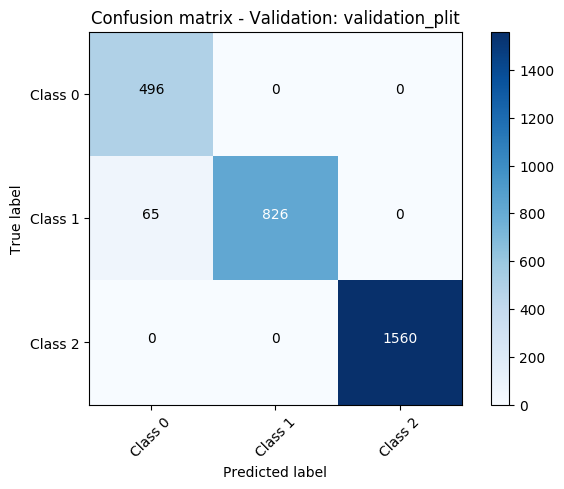 Confusion matrix - Validation: validation_plit
True label
Class 0
496 0 0
Class 1
65 826 0
Class 2
0 0 1560
Class 0 Class 1 Class 2
Predicted label
1400
1200
1000
800
600
400
200
0